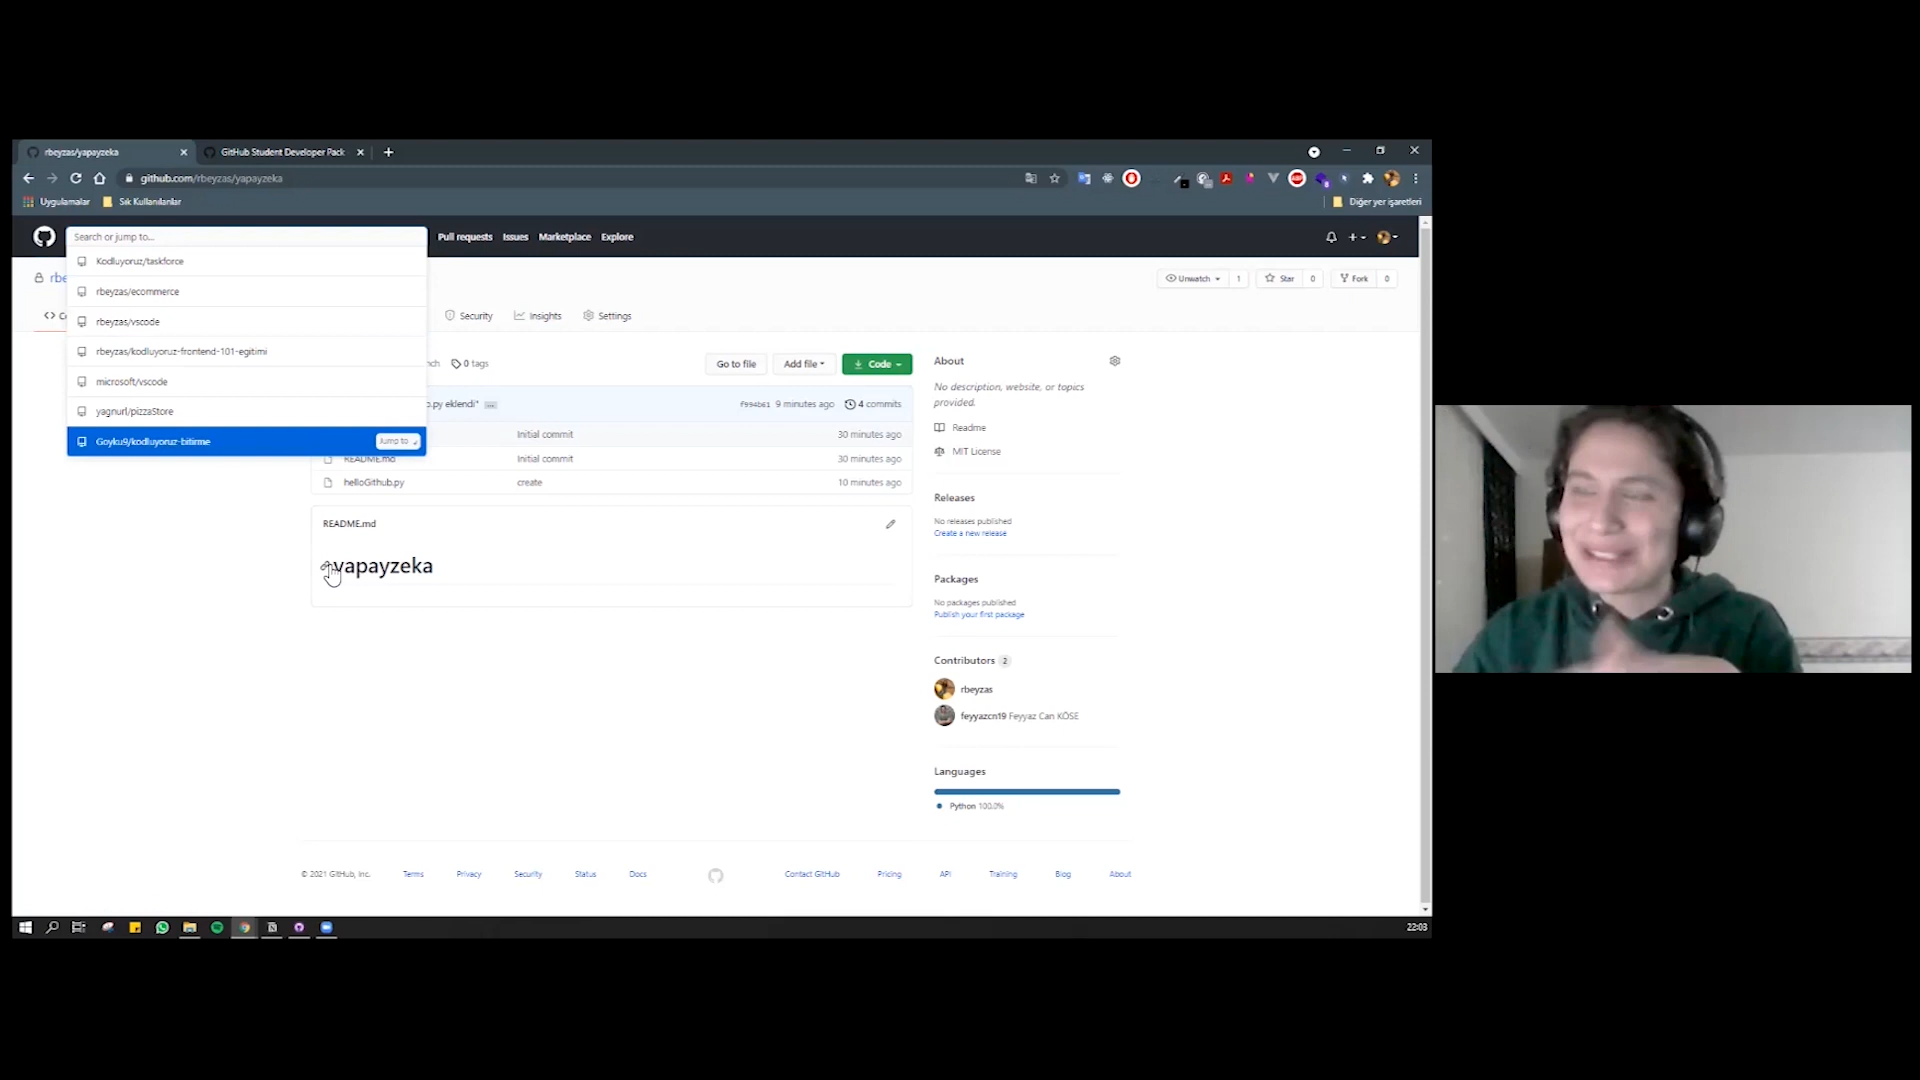 rbeyzas/yapayzeka
GitHub Student Developer Pack
github.com/rbeyzas/yapayzeka
Uygulamalar
Sık Kullanılanlar
Diğer yer işaretleri
Search or jump to...
Pull requests
Issues
Marketplace
Explore
Kodluyoruz/taskforce
rbeyzas/ecommerce
rbeyzas/vscode
rbeyzas/kodluyoruz-frontend-101-egitimi
microsoft/vscode
yagnurl/pizzaStore
Goyku9/kodluyoruz-bitirme
Jump to
rbe
Unwatch
1
Star
0
Fork
0
Security
Insights
Settings
0 tags
Go to file
Add file
Code
.py eklendi"
f994b61 9 minutes ago
4 commits
Initial commit
30 minutes ago
README.md
Initial commit
30 minutes ago
helloGithub.py
create
10 minutes ago
README.md
yapayzeka
About
No description, website, or topics
provided.
Readme
MIT License
Releases
No releases published
Create a new release
Packages
No packages published
Publish your first package
Contributors 2
rbeyzas
feyyazcn19 Feyyaz Can KÖSE
Languages
Python 100.0%
© 2021 GitHub, Inc.
Terms
Privacy
Security
Status
Docs
Contact GitHub
Pricing
API
Training
Blog
About
22:03